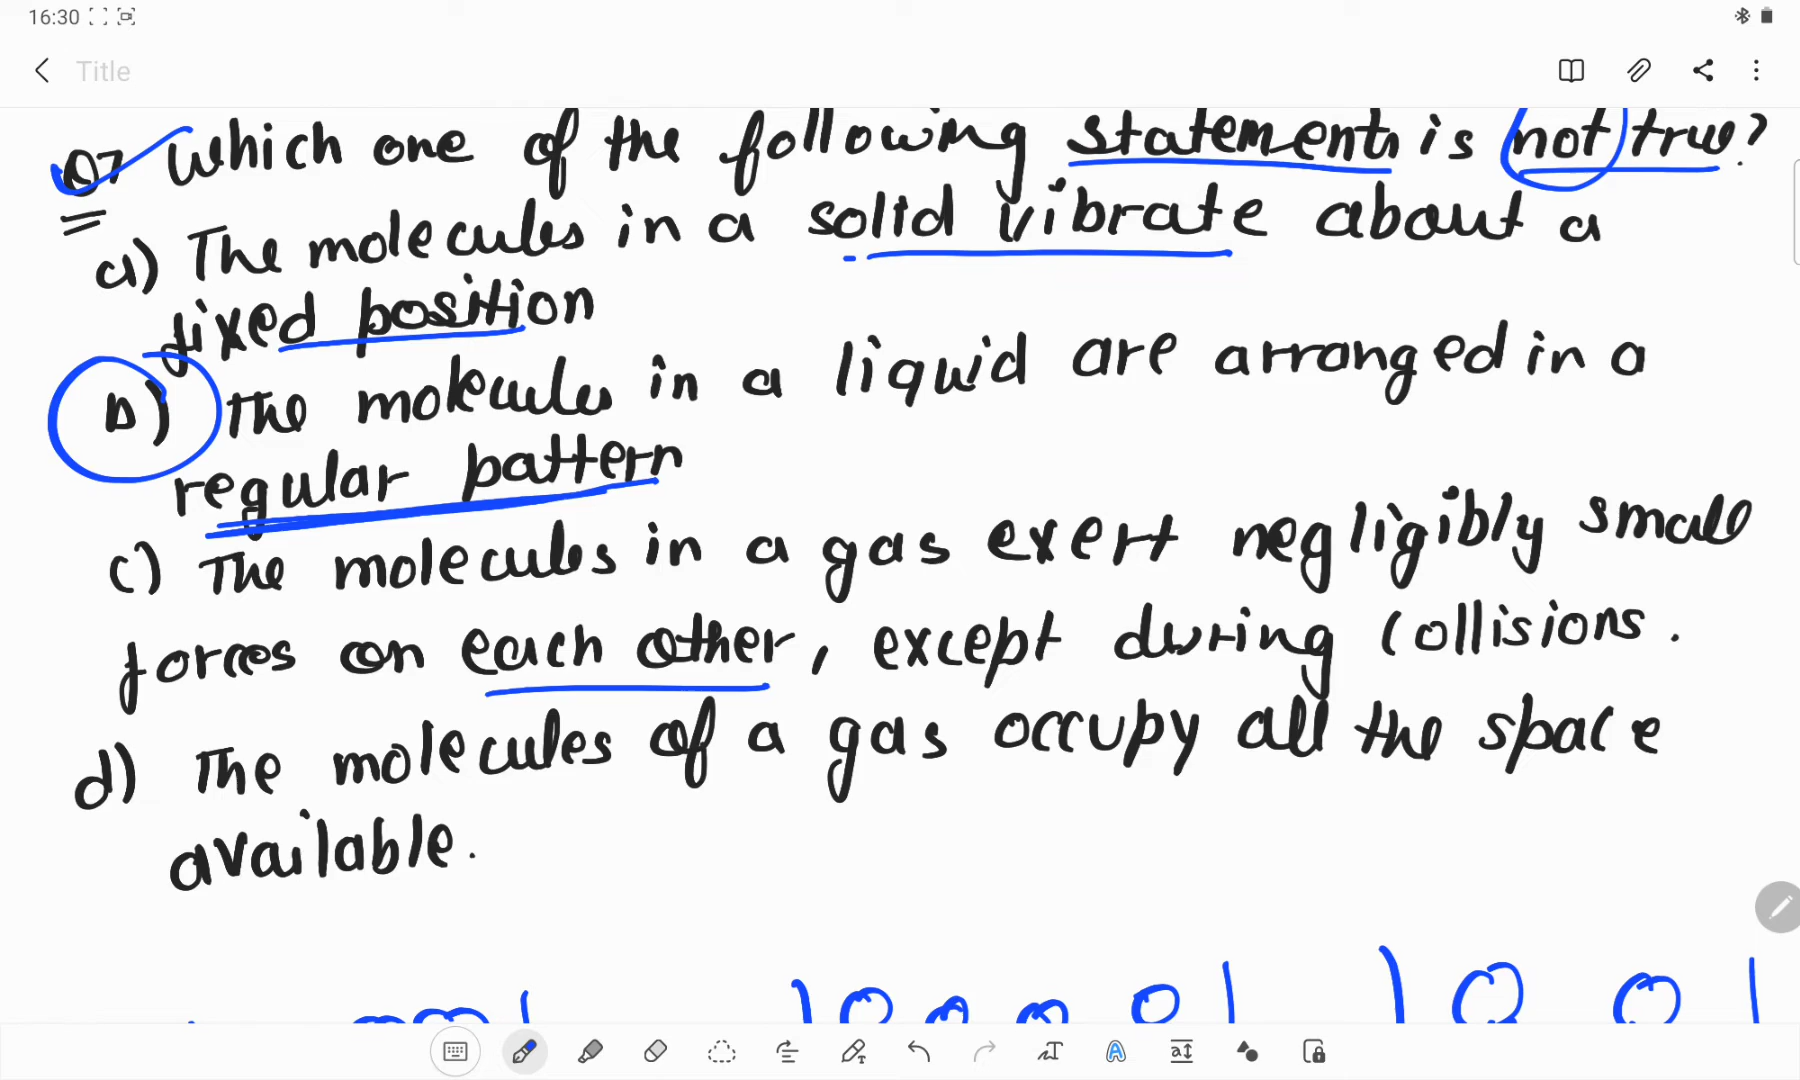 16:30
Title
Q7 Which one of the following statements is not true?
a) The molecules in a solid vibrate about a
fixed position
b) The molecules in a liquid are arranged in a
regular pattern
c) The molecules in a gas exert negligibly small
forces on each other, except during collisions.
d) The molecules of a gas occupy all the space
available.